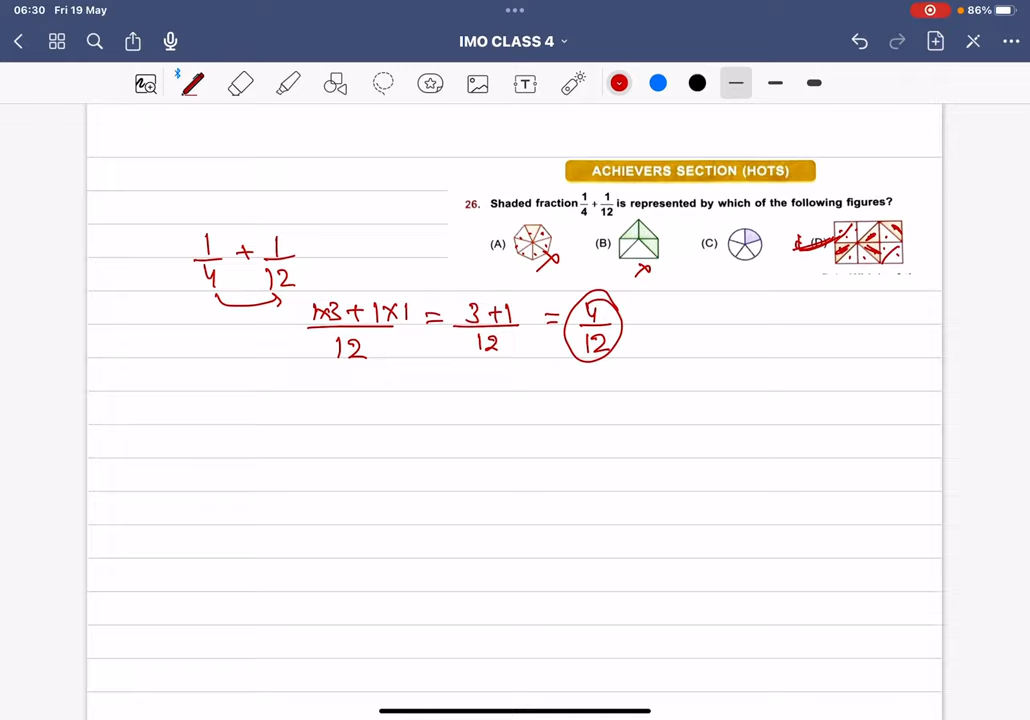 06:30 Fri 19 May
86%
IMO CLASS 4
ACHIEVERS SECTION (HOTS)
26. Shaded fraction 1/4 + 1/12 is represented by which of the following figures?
(A) (B) (C) (D)
1/4 + 1/12
1×3 + 1×1 / 12 = 3+1 / 12 = 4/12